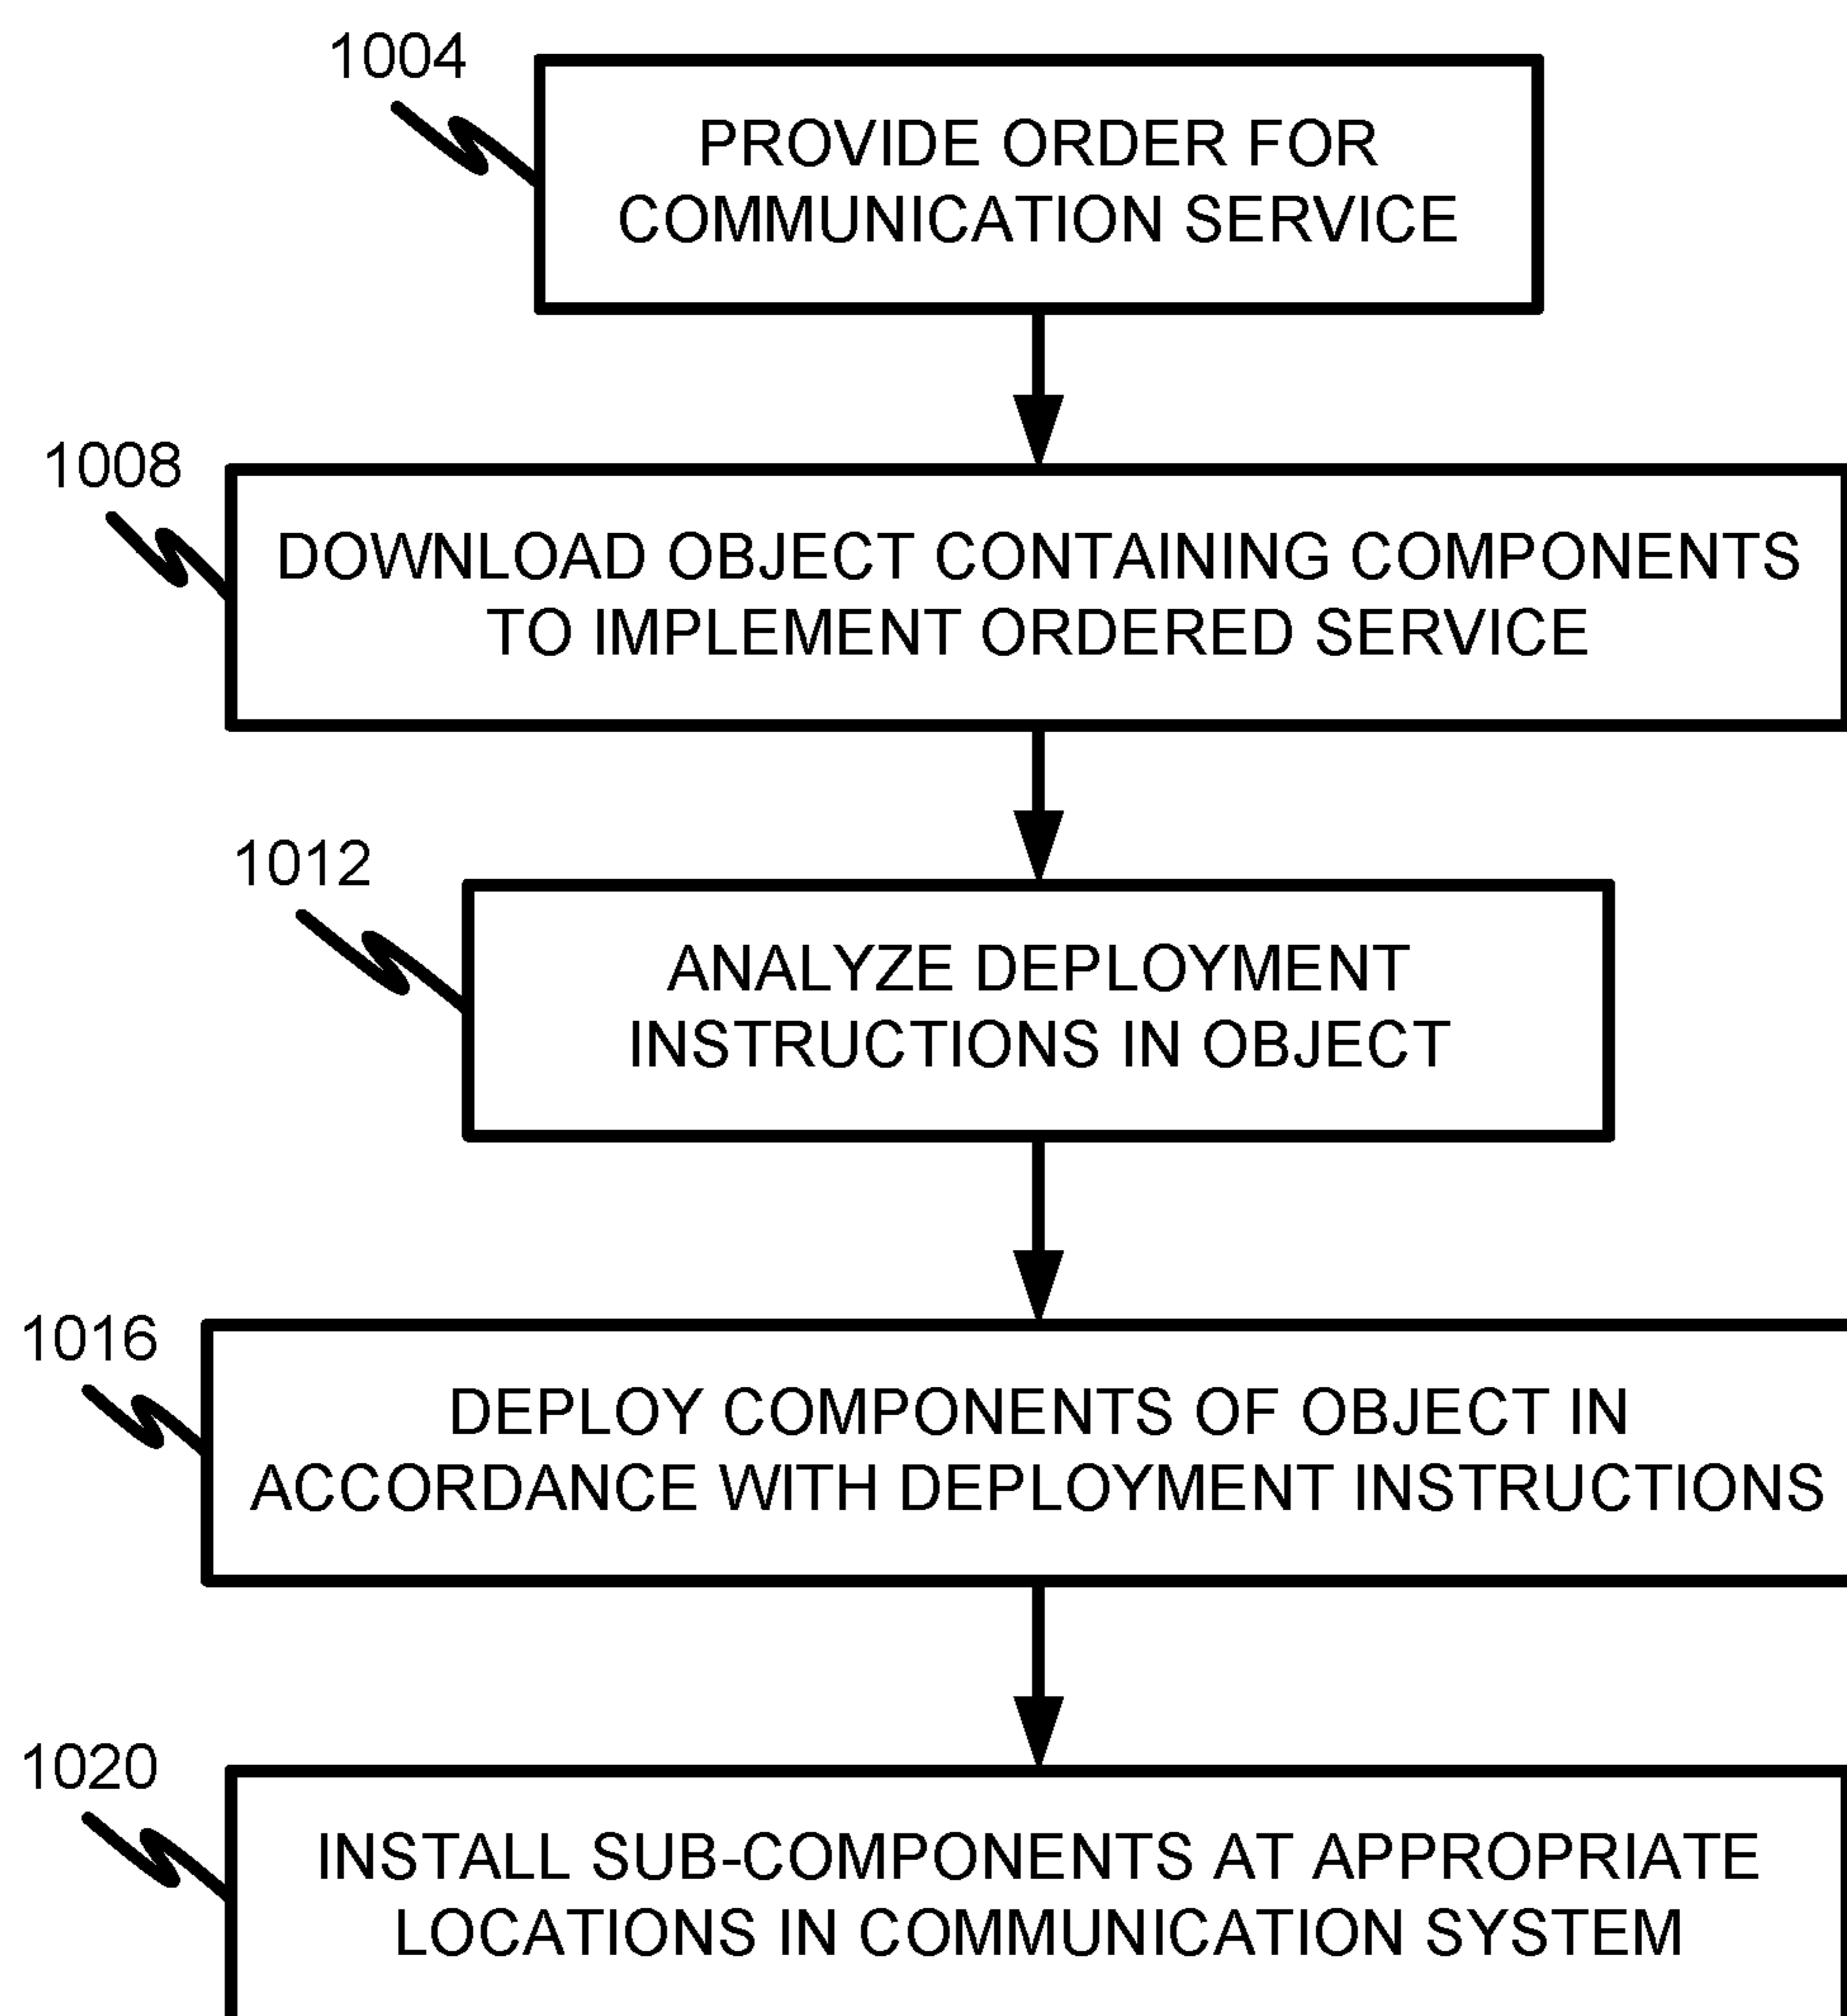 1004
PROVIDE ORDER FOR
COMMUNICATION SERVICE
1008
DOWNLOAD OBJECT CONTAINING COMPONENTS
TO IMPLEMENT ORDERED SERVICE
1012
ANALYZE DEPLOYMENT
INSTRUCTIONS IN OBJECT
1016
DEPLOY COMPONENTS OF OBJECT IN
ACCORDANCE WITH DEPLOYMENT INSTRUCTIONS
1020
INSTALL SUB-COMPONENTS AT APPROPRIATE
LOCATIONS IN COMMUNICATION SYSTEM